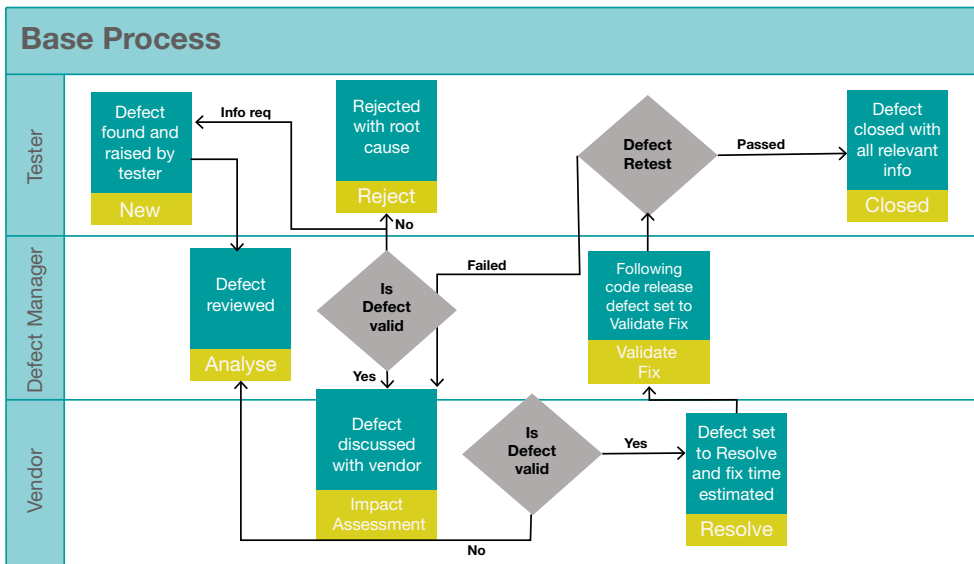 Base Process
Tester
Defect
found and
raised by
tester
New
Info req
Rejected
with root
cause
Reject
No
Defect
Retest
Passed
Defect
closed with
all relevant
info
Closed
Defect Manager
Defect
reviewed
Analyse
Is
Defect
valid
Yes
Failed
Following
code release
defect set to
Validate Fix
Validate
Fix
Vendor
Defect
discussed
with vendor
Impact
Assessment
Is
Defect
valid
Yes
No
Defect set
to Resolve
and fix time
estimated
Resolve